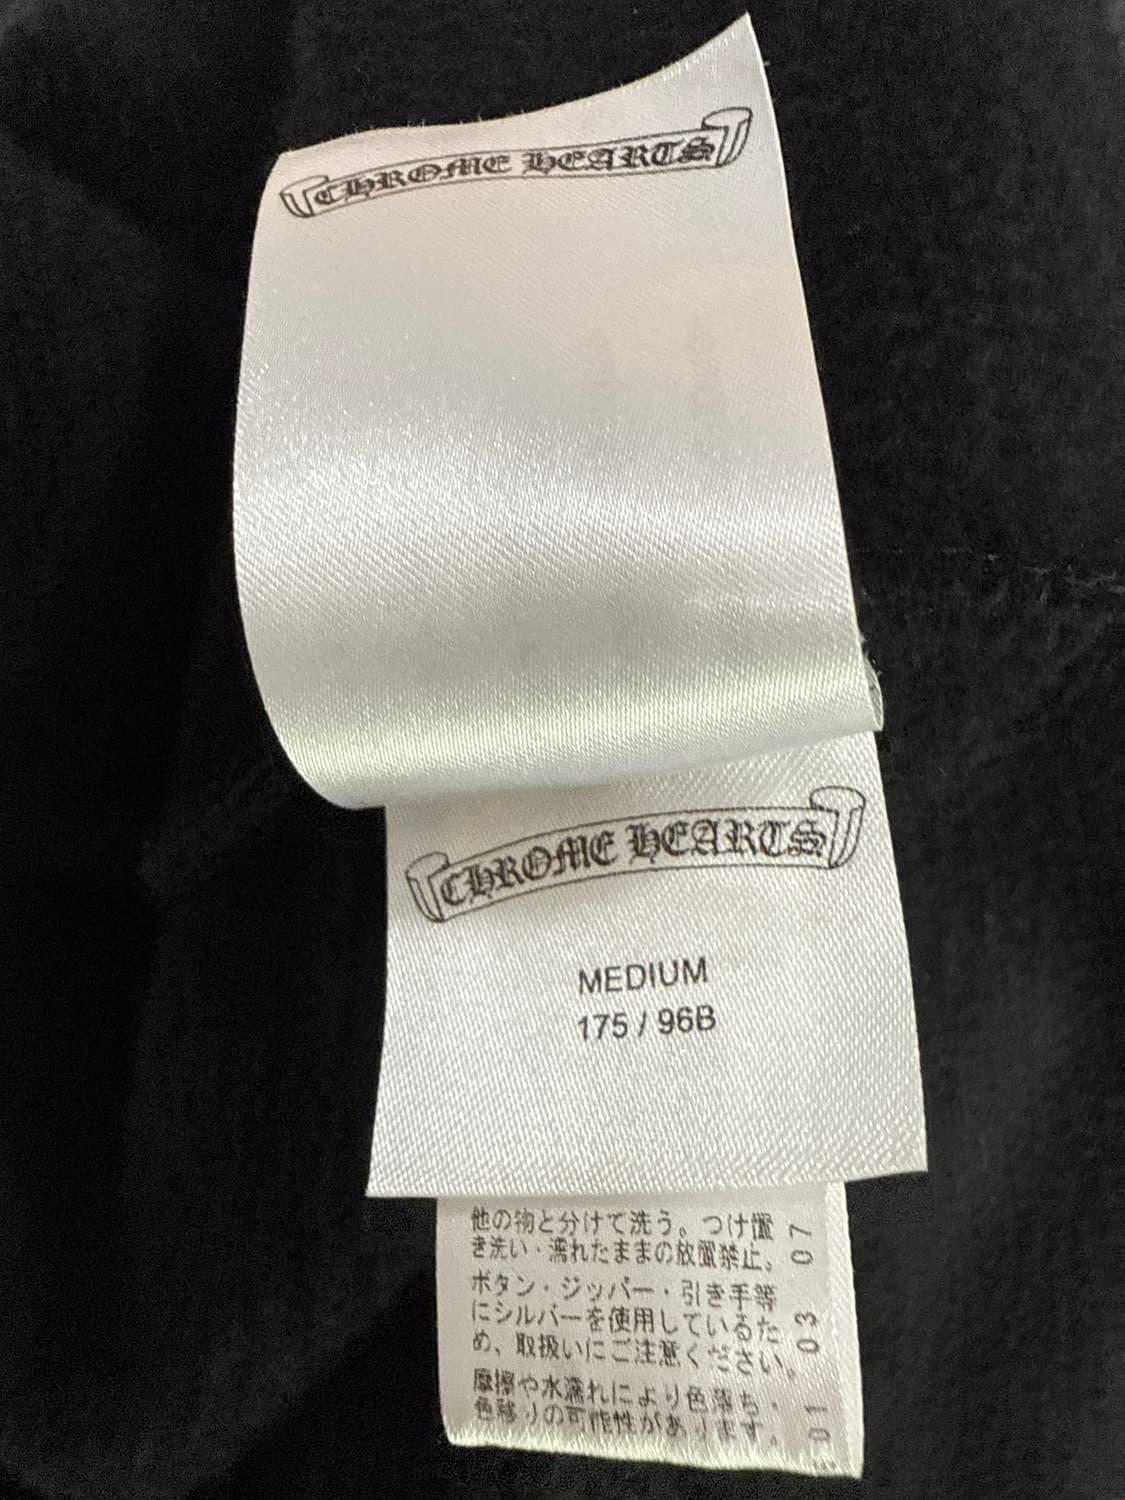 CHROME HEARTS
CHROME HEARTS
MEDIUM
175 / 96B
他の物と分けて洗う。つけ置
き洗い・濡れたままの放置禁止。
ボタン・ジッパー・引き手等
にシルバーを使用しているた
め、取扱いにご注意ください。
摩擦や水濡れにより色落ち・
色移りの可能性があります。
01 03 07